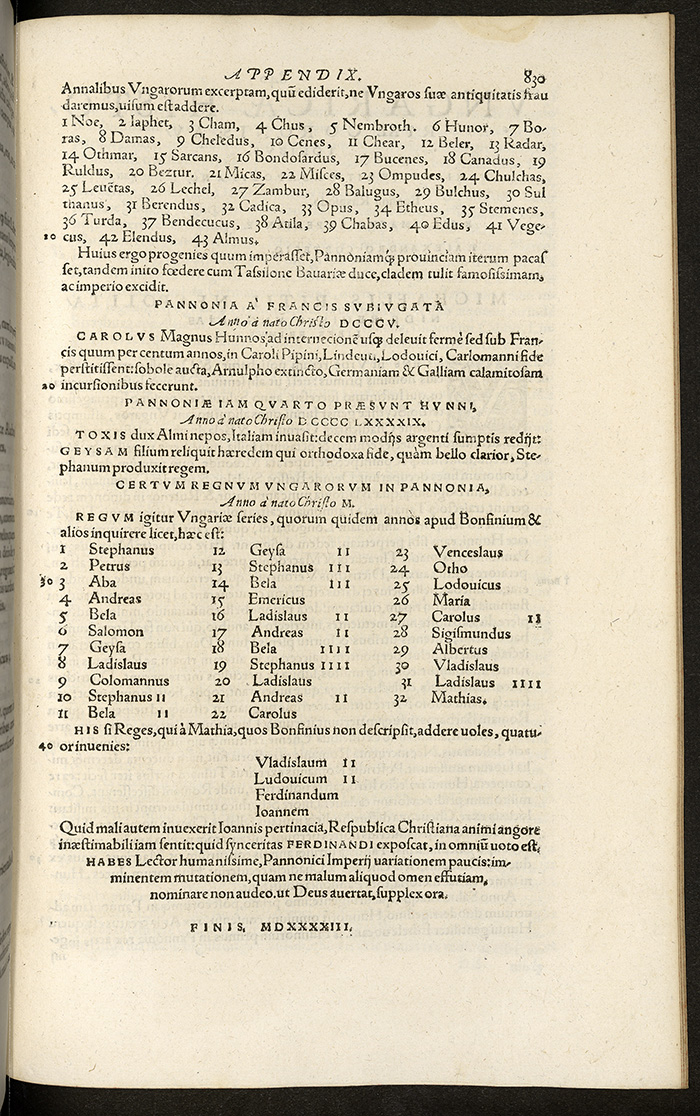 APPENDIX. 830
Annalibus Vngarorum excerptam, quū ediderit, ne Vngaros suæ antiquitatis frau
daremus, uisum est addere.
1 Noe, 2 Iaphet, 3 Cham, 4 Chus, 5 Nembroth. 6 Hunor, 7 Bo-
ras, 8 Damas, 9 Cheledus, 10 Cenes, 11 Chear, 12 Beler, 13 Radar,
14 Othmar, 15 Sarcans, 16 Bondofardus, 17 Bucenes, 18 Canadus, 19
Ruldus, 20 Beztur. 21 Micas, 22 Misces, 23 Ompudes, 24 Chulchas,
25 Leuētas, 26 Lechel, 27 Zambur, 28 Balugus, 29 Bulchus, 30 Sul
thanus, 31 Berendus, 32 Cadica, 33 Opus, 34 Etheus, 35 Stemenes,
36 Turda, 37 Bendecucus, 38 Atila, 39 Chabas, 40 Edus, 41 Vege-
10 cus, 42 Elendus, 43 Almus.
Huius ergo progenies quum imperasset, Pannoniamq́; prouinciam iterum pacas
set, tandem inito fœdere cum Tassilone Bauariæ duce, cladem tulit famosissimam,
ac imperio excidit.
PANNONIA À FRANCIS SVBIVGATA
Anno à nato Christo DCCCV.
CAROLVS Magnus Hunnos, ad internecionē usq; deleuit fermè sed sub Fran-
cis quum per centum annos, in Caroli Pipini, Lindeuti, Lodouici, Carlomanni fide
perstitissent: sobole aucta, Arnulpho extincto, Germaniam & Galliam calamitosam
20 incursionibus fecerunt.
PANNONIÆ IAM QVARTO PRÆSVNT HVNNI,
Anno à nato Christo DCCCC LXXXXIX.
TOXIS dux Almi nepos, Italiam inuasit: decem modijs argenti sumptis redijt:
GEYSAM filium reliquit hæredem qui orthodoxa fide, quàm bello clarior, Ste-
phanum produxit regem.
CERTVM REGNVM VNGARORVM IN PANNONIA,
Anno à nato Christo M.
REGVM igitur Vngariæ series, quorum quidem annos apud Bonfinium &
alios inquirere licet, hæc est:
1 Stephanus 12 Geysa II 23 Venceslaus
2 Petrus 13 Stephanus III 24 Otho
30 3 Aba 14 Bela III 25 Lodouicus
4 Andreas 15 Emericus 26 Maria
5 Bela 16 Ladislaus II 27 Carolus II
6 Salomon 17 Andreas II 28 Sigismundus
7 Geysa 18 Bela IIII 29 Albertus
8 Ladislaus 19 Stephanus IIII 30 Vladislaus
9 Colomannus 20 Ladislaus 31 Ladislaus IIII
10 Stephanus II 21 Andreas II 32 Mathias.
11 Bela II 22 Carolus
HIS si Reges, qui à Mathia, quos Bonfinius non descripsit, addere uoles, quatu-
40 or inuenies:
Vladislaum II
Ludouicum II
Ferdinandum
Ioannem
Quid mali autem inuexerit Ioannis pertinacia, Respublica Christiana animi angore
inæstimabili iam sentit: quid synceritas FERDINANDI exposcat, in omniū uoto est.
HABES Lector humanissime, Pannonici Imperij uariationem paucis: im-
minentem mutationem, quam ne malum aliquod omen effutiam,
nominare non audeo. ut Deus auertat, supplex ora.
FINIS. MDXXXXIII.